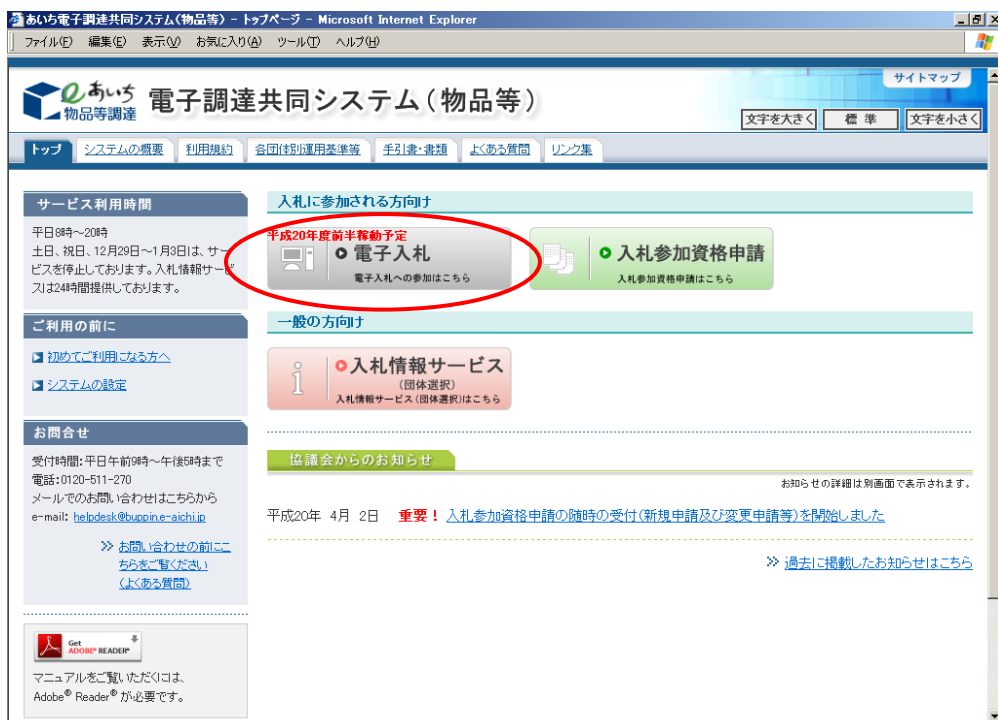 あいち電子調達共同システム(物品等) - トップページ - Microsoft Internet Explorer
ファイル(F) 編集(E) 表示(V) お気に入り(A) ツール(T) ヘルプ(H)
サイトマップ
あいち
物品等調達
電子調達共同システム(物品等)
文字を大きく 標準 文字を小さく
トップ システムの概要 利用規約 各団体別運用基準等 手引書・書類 よくある質問 リンク集
サービス利用時間
平日8時~20時
土日、祝日、12月29日~1月3日は、サー
ビスを停止しております。入札情報サービ
スは24時間提供しております。
ご利用の前に
初めてご利用になる方へ
システムの設定
お問合せ
受付時間:平日午前9時~午後5時まで
電話:0120-511-270
メールでのお問い合わせはこちらから
e-mail: helpdesk@buppin.e-aichi.jp
お問い合わせの前にこ
ちらをご覧ください
(よくある質問)
Get
ADOBE® READER®
マニュアルをご覧いただくには、
Adobe® Reader® が必要です。
入札に参加される方向け
平成20年度前半稼動予定
電子入札
電子入札への参加はこちら
入札参加資格申請
入札参加資格申請はこちら
一般の方向け
入札情報サービス
(団体選択)
入札情報サービス(団体選択)はこちら
協議会からのお知らせ
お知らせの詳細は別画面で表示されます。
平成20年 4月 2日 重要! 入札参加資格申請の随時の受付(新規申請及び変更申請等)を開始しました
過去に掲載したお知らせはこちら